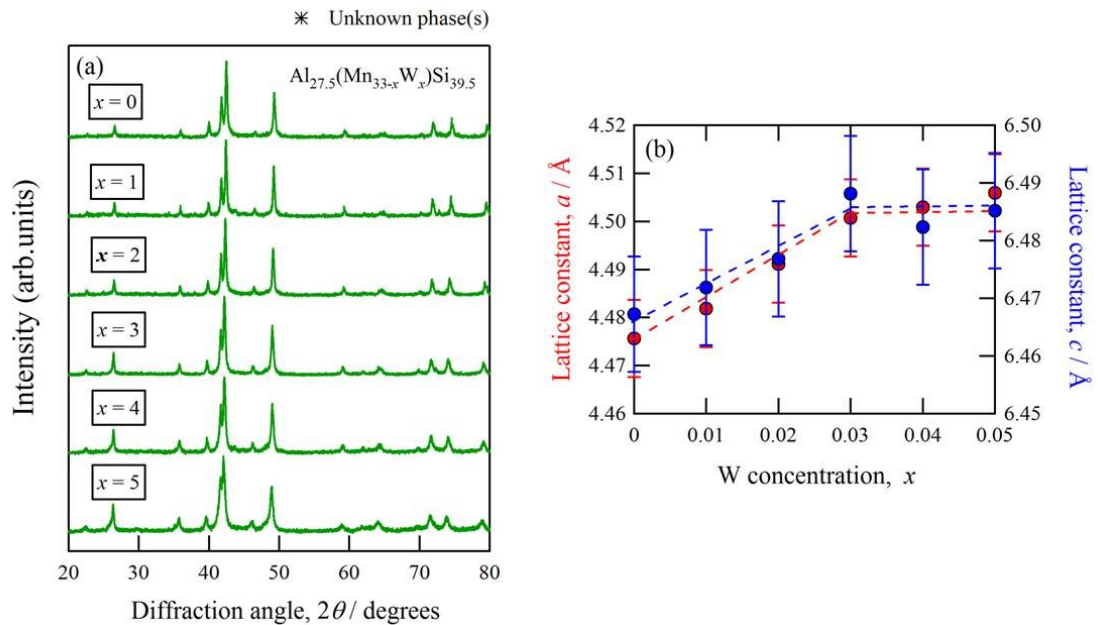 ✳ Unknown phase(s)
(a)
Al27.5(Mn33-xWx)Si39.5
x = 0
x = 1
x = 2
x = 3
x = 4
x = 5
Intensity (arb.units)
20 30 40 50 60 70 80
Diffraction angle, 2θ / degrees
(b)
4.52
4.51
4.50
4.49
4.48
4.47
4.46
Lattice constant, a / Å
6.50
6.49
6.48
6.47
6.46
6.45
Lattice constant, c / Å
0 0.01 0.02 0.03 0.04 0.05
W concentration, x